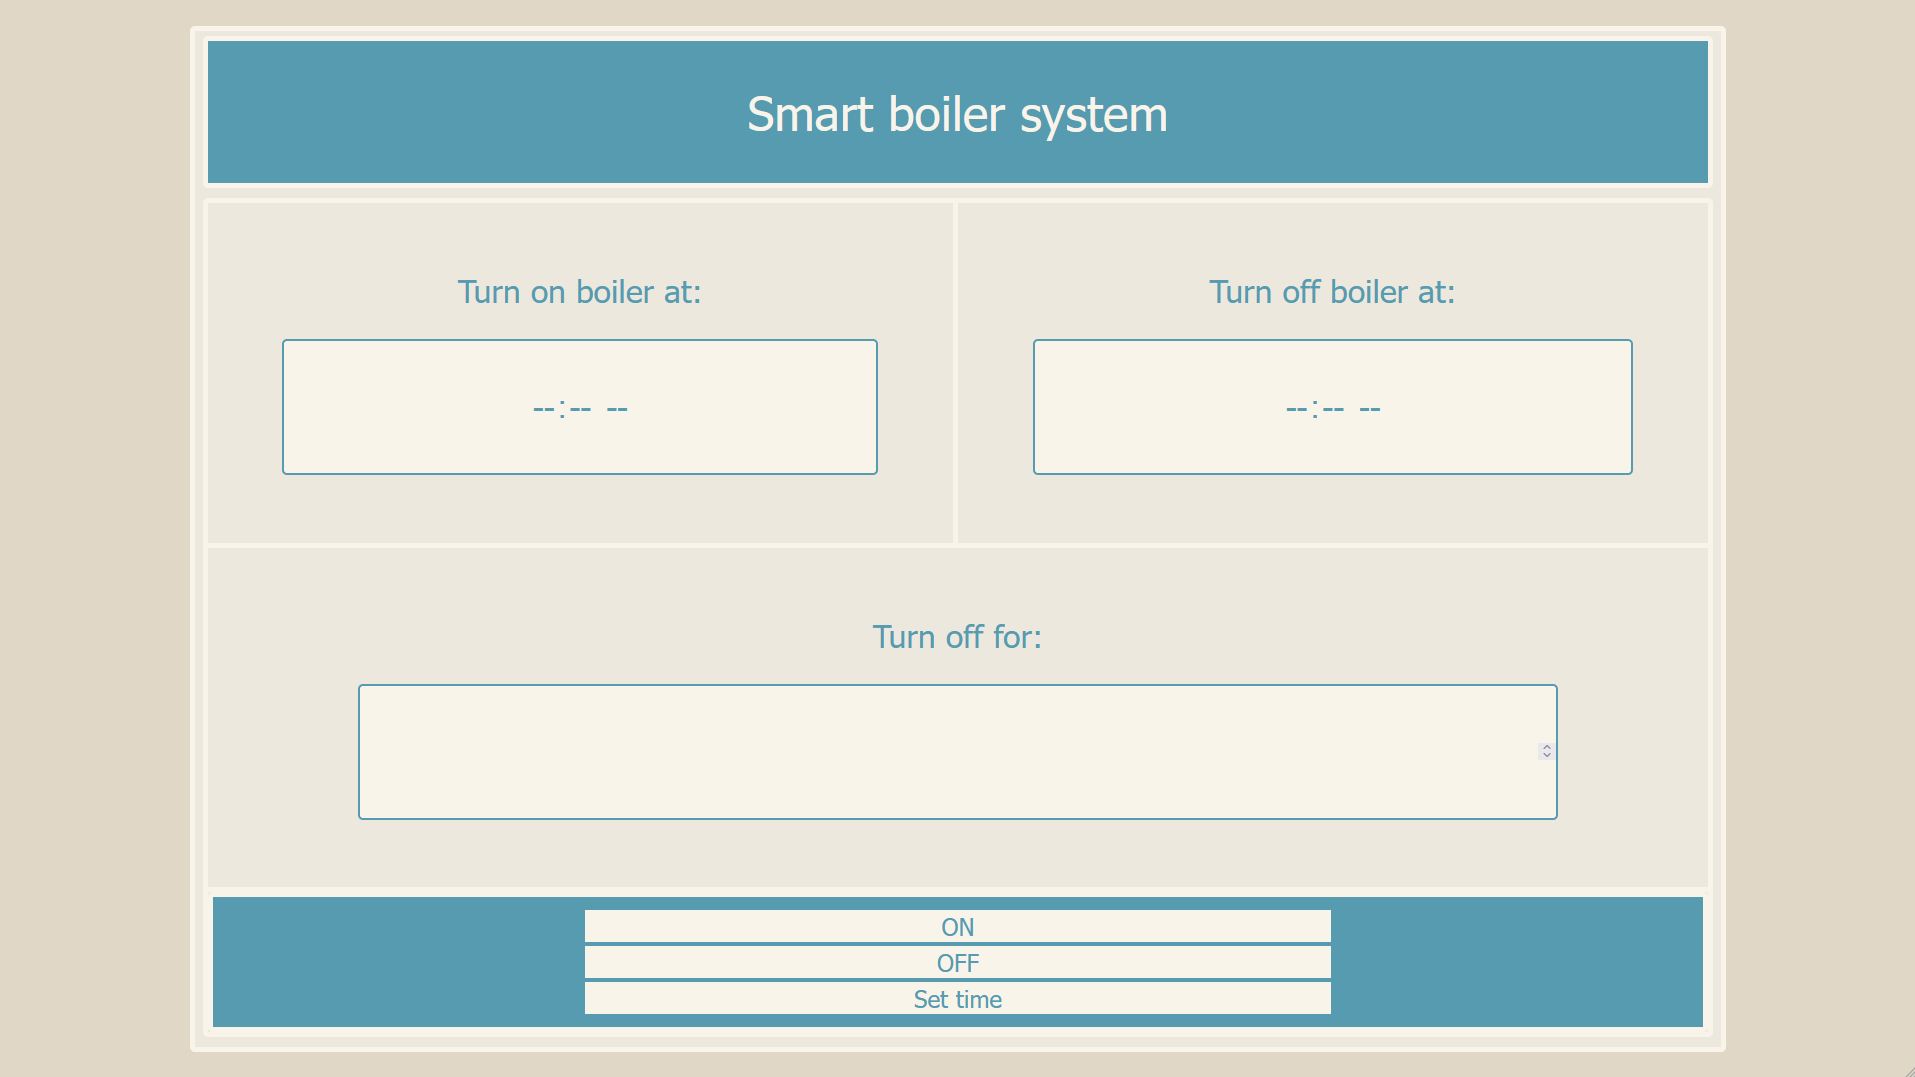 Smart boiler system
Turn on boiler at:
Turn off boiler at:
--:-- --
--:-- --
Turn off for:
ON
OFF
Set time